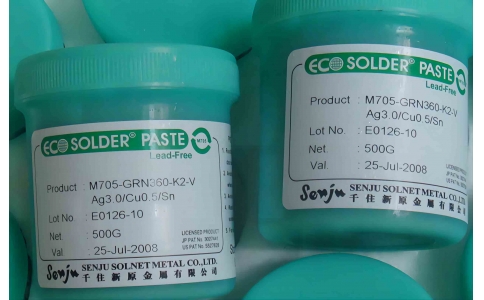 ECO SOLDER® PASTE
Lead-Free
Product : M705-GRN360-K2-V
Ag3.0/Cu0.5/Sn
Lot No : E0126-10
Net : 500G
Val. : 25-Jul-2008
Senju
SENJU SOLNET METAL CO.,LTD.
千住新原金属有限公司
LICENSED PRODUCT
ECO SOLDER® PASTE
Lead-Free
Product : M705-GRN360-K2-V
Ag3.0/Cu0.5/Sn
Lot No. : E0126-10
Net. : 500G
Val. : 25-Jul-2008
Senju
SENJU SOLNET METAL CO.,LTD.
千住新原金属有限公司